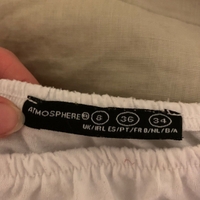 ATMOSPHERE 8 36 34
UK/IRL ES/PT/FR D/NL/B/A